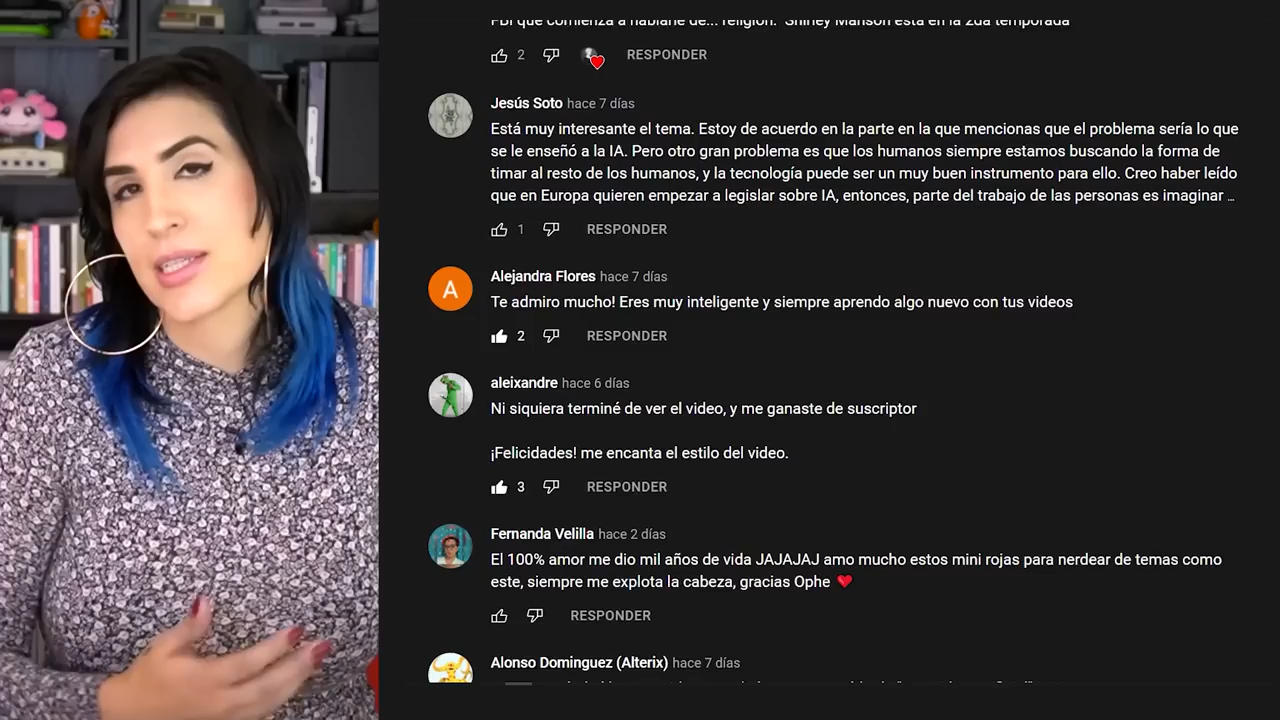 FBI que comienza a hablarle de... religión. Shirley Manson está en la 2da temporada
2 RESPONDER
Jesús Soto hace 7 días
Está muy interesante el tema. Estoy de acuerdo en la parte en la que mencionas que el problema sería lo que
se le enseñó a la IA. Pero otro gran problema es que los humanos siempre estamos buscando la forma de
timar al resto de los humanos, y la tecnología puede ser un muy buen instrumento para ello. Creo haber leído
que en Europa quieren empezar a legislar sobre IA, entonces, parte del trabajo de las personas es imaginar ...
1 RESPONDER
A
Alejandra Flores hace 7 días
Te admiro mucho! Eres muy inteligente y siempre aprendo algo nuevo con tus videos
2 RESPONDER
aleixandre hace 6 días
Ni siquiera terminé de ver el video, y me ganaste de suscriptor
¡Felicidades! me encanta el estilo del video.
3 RESPONDER
Fernanda Velilla hace 2 días
El 100% amor me dio mil años de vida JAJAJAJ amo mucho estos mini rojas para nerdear de temas como
este, siempre me explota la cabeza, gracias Ophe ❤
RESPONDER
Alonso Dominguez (Alterix) hace 7 días